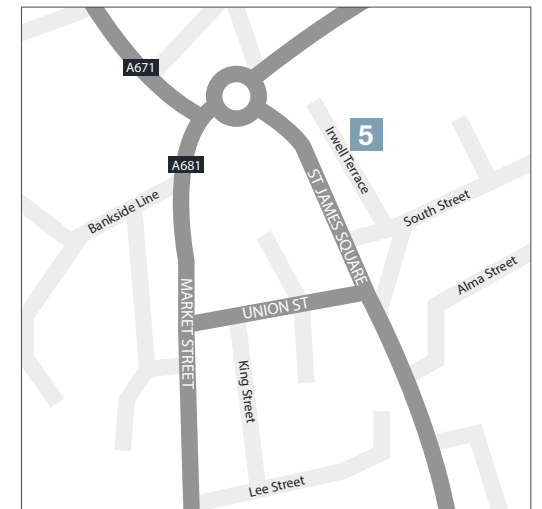 A671
5
Irwell Terrace
A681
ST JAMES SQUARE
Bankside Line
South Street
Alma Street
MARKET STREET
UNION ST
King Street
Lee Street